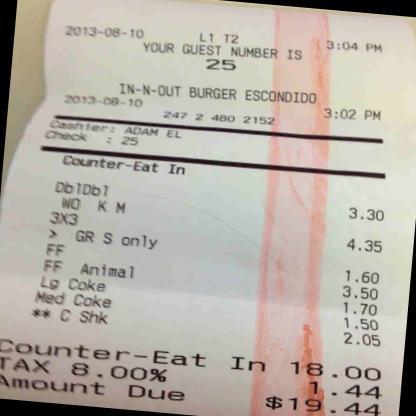 2013-08-10 L1 T2 3:04 PM
YOUR GUEST NUMBER IS
25
IN-N-OUT BURGER ESCONDIDO
2013-08-10 3:02 PM
247 2 480 2152
Cashier: ADAM EL
Check : 25
Counter-Eat In
DblDbl 3.30
WO K M
3X3 4.35
> GR S only
FF 1.60
FF Animal 3.50
Lg Coke 1.70
Med Coke 1.50
** C Shk 2.05
Counter-Eat In 18.00
TAX 8.00% 1.44
Amount Due $19.44